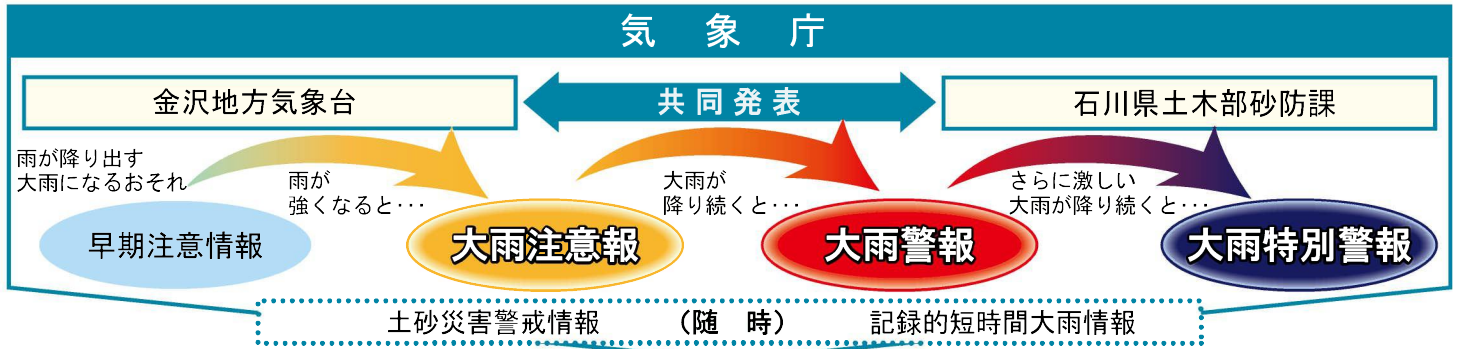 気象庁
金沢地方気象台
共同発表
石川県土木部砂防課
雨が降り出す
大雨になるおそれ
雨が
強くなると･･･
大雨が
降り続くと･･･
さらに激しい
大雨が降り続くと･･･
早期注意情報
大雨注意報
大雨警報
大雨特別警報
土砂災害警戒情報 （随 時） 記録的短時間大雨情報